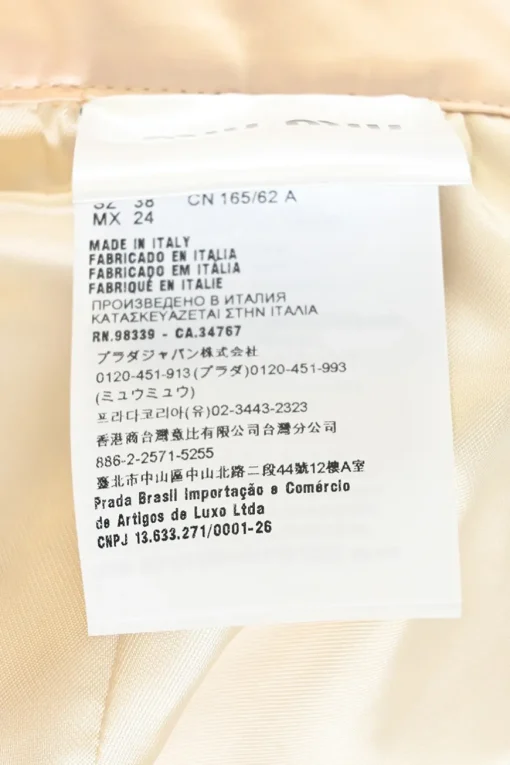 SZ 38 CN 165/62 A
MX 24
MADE IN ITALY
FABRICADO EN ITALIA
FABRICADO EM ITÁLIA
FABRIQUÉ EN ITALIE
ПРОИЗВЕДЕНО В ИТАЛИЯ
ΚΑΤΑΣΚΕΥΑΖΕΤΑΙ ΣΤΗΝ ΙΤΑΛΙΑ
RN.98339 - CA.34767
プラダジャパン株式会社
0120-451-913(プラダ)0120-451-993
(ミュウミュウ)
프라다코리아(유)02-3443-2323
香港商台灣意比有限公司台灣分公司
886-2-2571-5255
臺北市中山區中山北路二段44號12樓A室
Prada Brasil Importação e Comércio
de Artigos de Luxo Ltda
CNPJ 13.633.271/0001-26